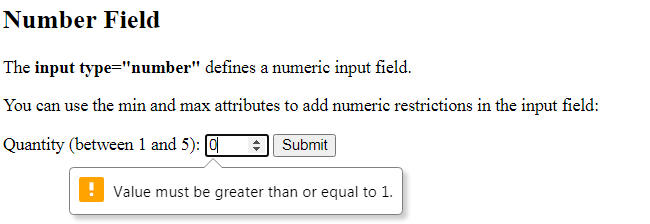 Number Field
The input type="number" defines a numeric input field.
You can use the min and max attributes to add numeric restrictions in the input field:
Quantity (between 1 and 5): 0 Submit
! Value must be greater than or equal to 1.